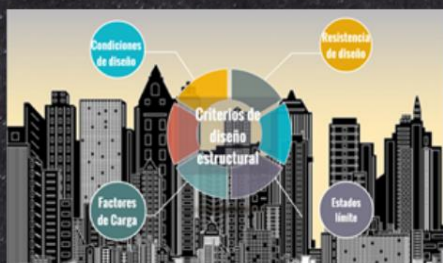 Condiciones
de diseño
Resistencia
de diseño
Criterios de
diseño
estructural
Factores
de Carga
Estados
límite